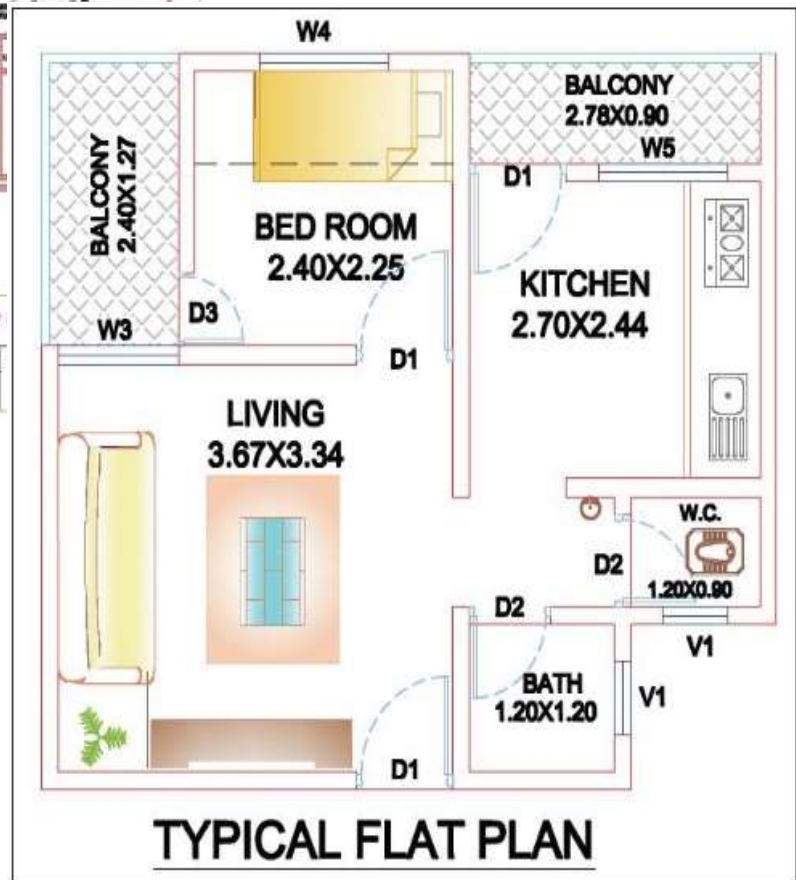 W4
BALCONY
2.78X0.90
W5
BALCONY
2.40X1.27
D1
BED ROOM
2.40X2.25
KITCHEN
2.70X2.44
D3
W3
D1
LIVING
3.67X3.34
W.C.
D2
1.20X0.90
D2
V1
BATH
1.20X1.20
V1
D1
TYPICAL FLAT PLAN